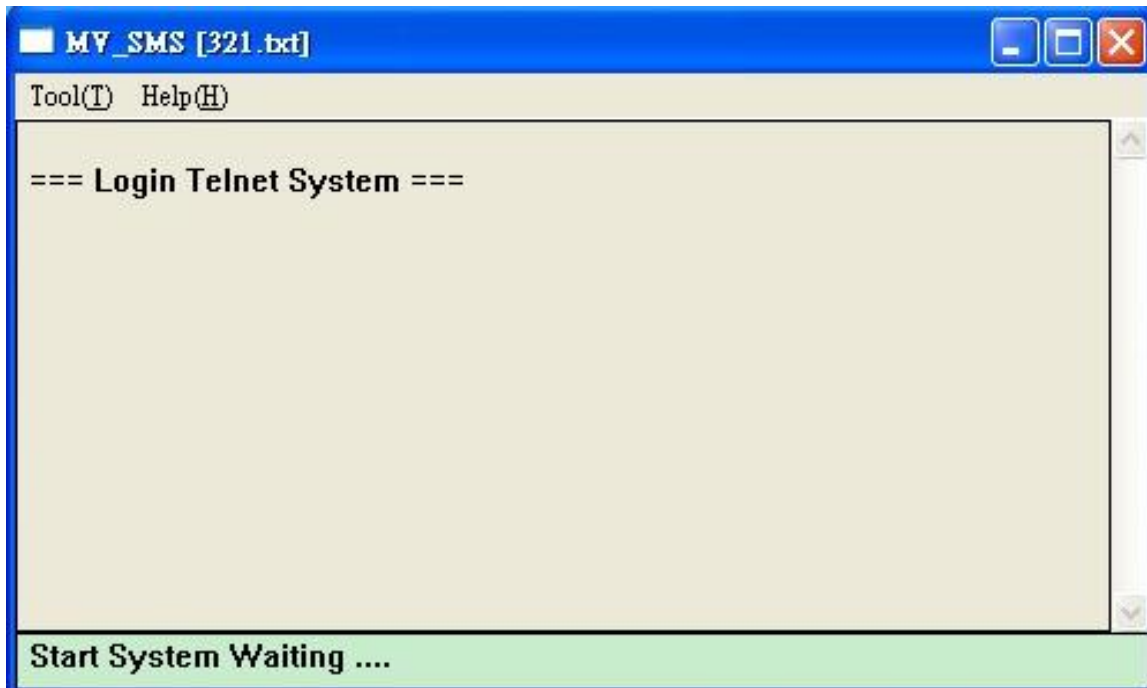 MV_SMS [321.txt]
Tool(T) Help(H)
=== Login Telnet System ===
Start System Waiting ....